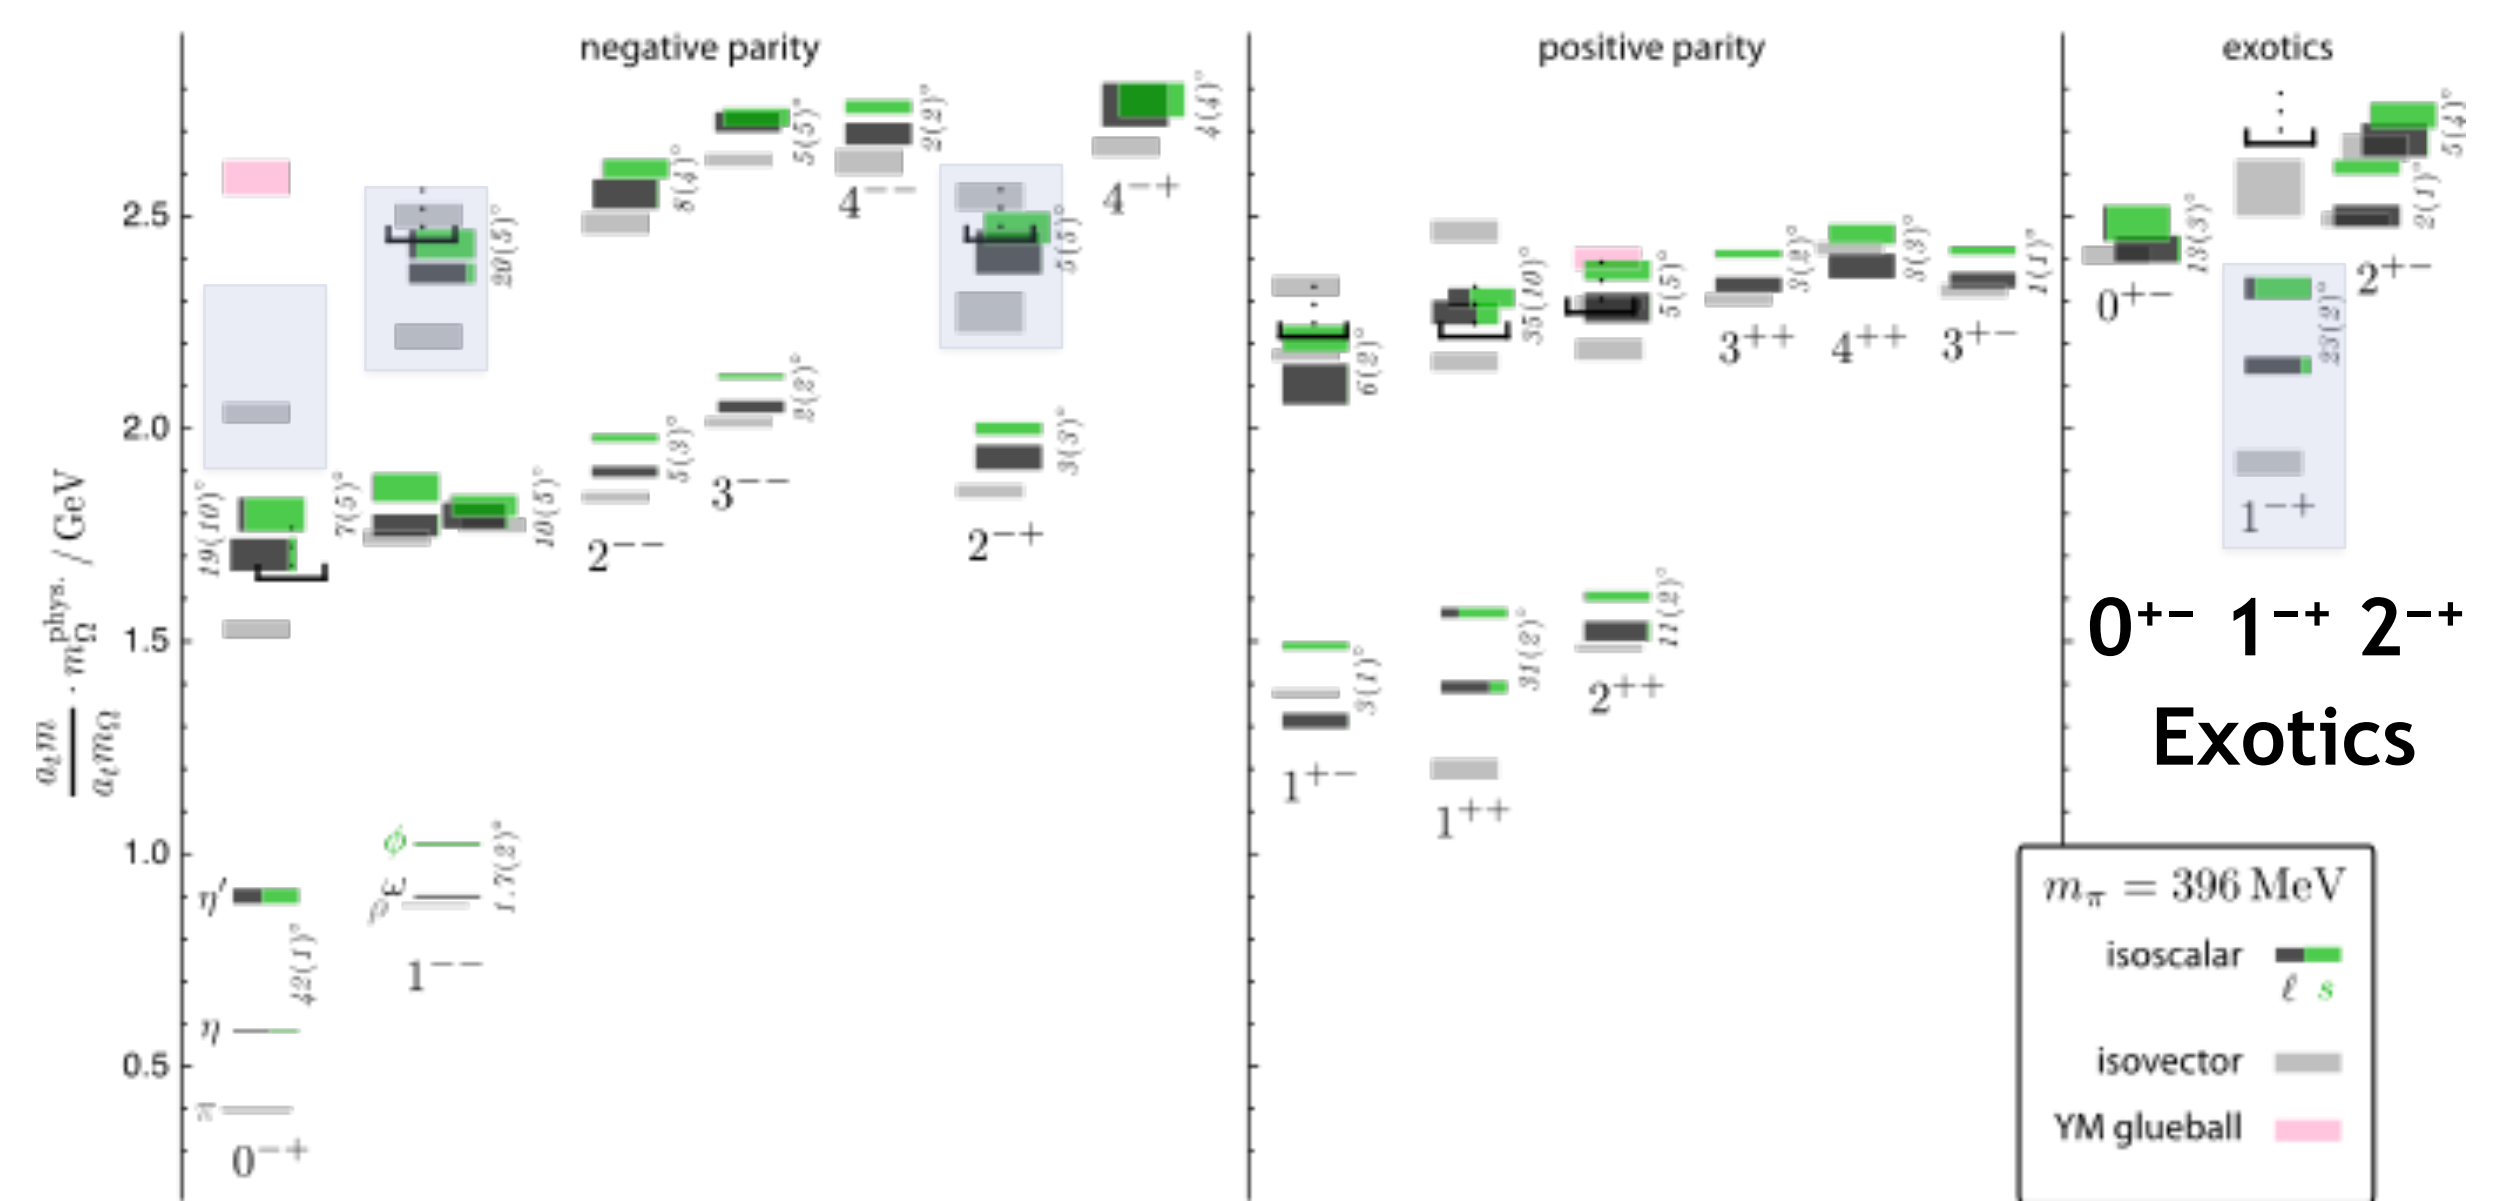 negative parity
positive parity
exotics
2.5
2.0
1.5
1.0
0.5
a_t m / a_t m_Ω · m_Ω^phys. / GeV
19(10)°
7(5)°
20(5)°
10(5)°
8(4)°
5(3)°
2⁻⁻
5(5)°
3⁻⁻
2(2)°
4⁻⁻
5(5)°
3(3)°
2⁻⁺
4(4)°
4⁻⁺
ϕ
ω
ρ
1.7(2)°
1⁻⁻
η′
42(1)°
η
π
0⁻⁺
6(2)°
3(1)°
1⁺⁻
35(10)°
31(2)°
1⁺⁺
5(5)°
11(2)°
2⁺⁺
3⁺⁺
3(3)°
4⁺⁺
1(1)°
3⁺⁻
13(3)°
0⁺⁻
5(4)°
2(1)°
2⁺⁻
23(2)°
1⁻⁺
0⁺⁻ 1⁻⁺ 2⁻⁺
Exotics
m_π = 396 MeV
isoscalar
ℓ s
isovector
YM glueball